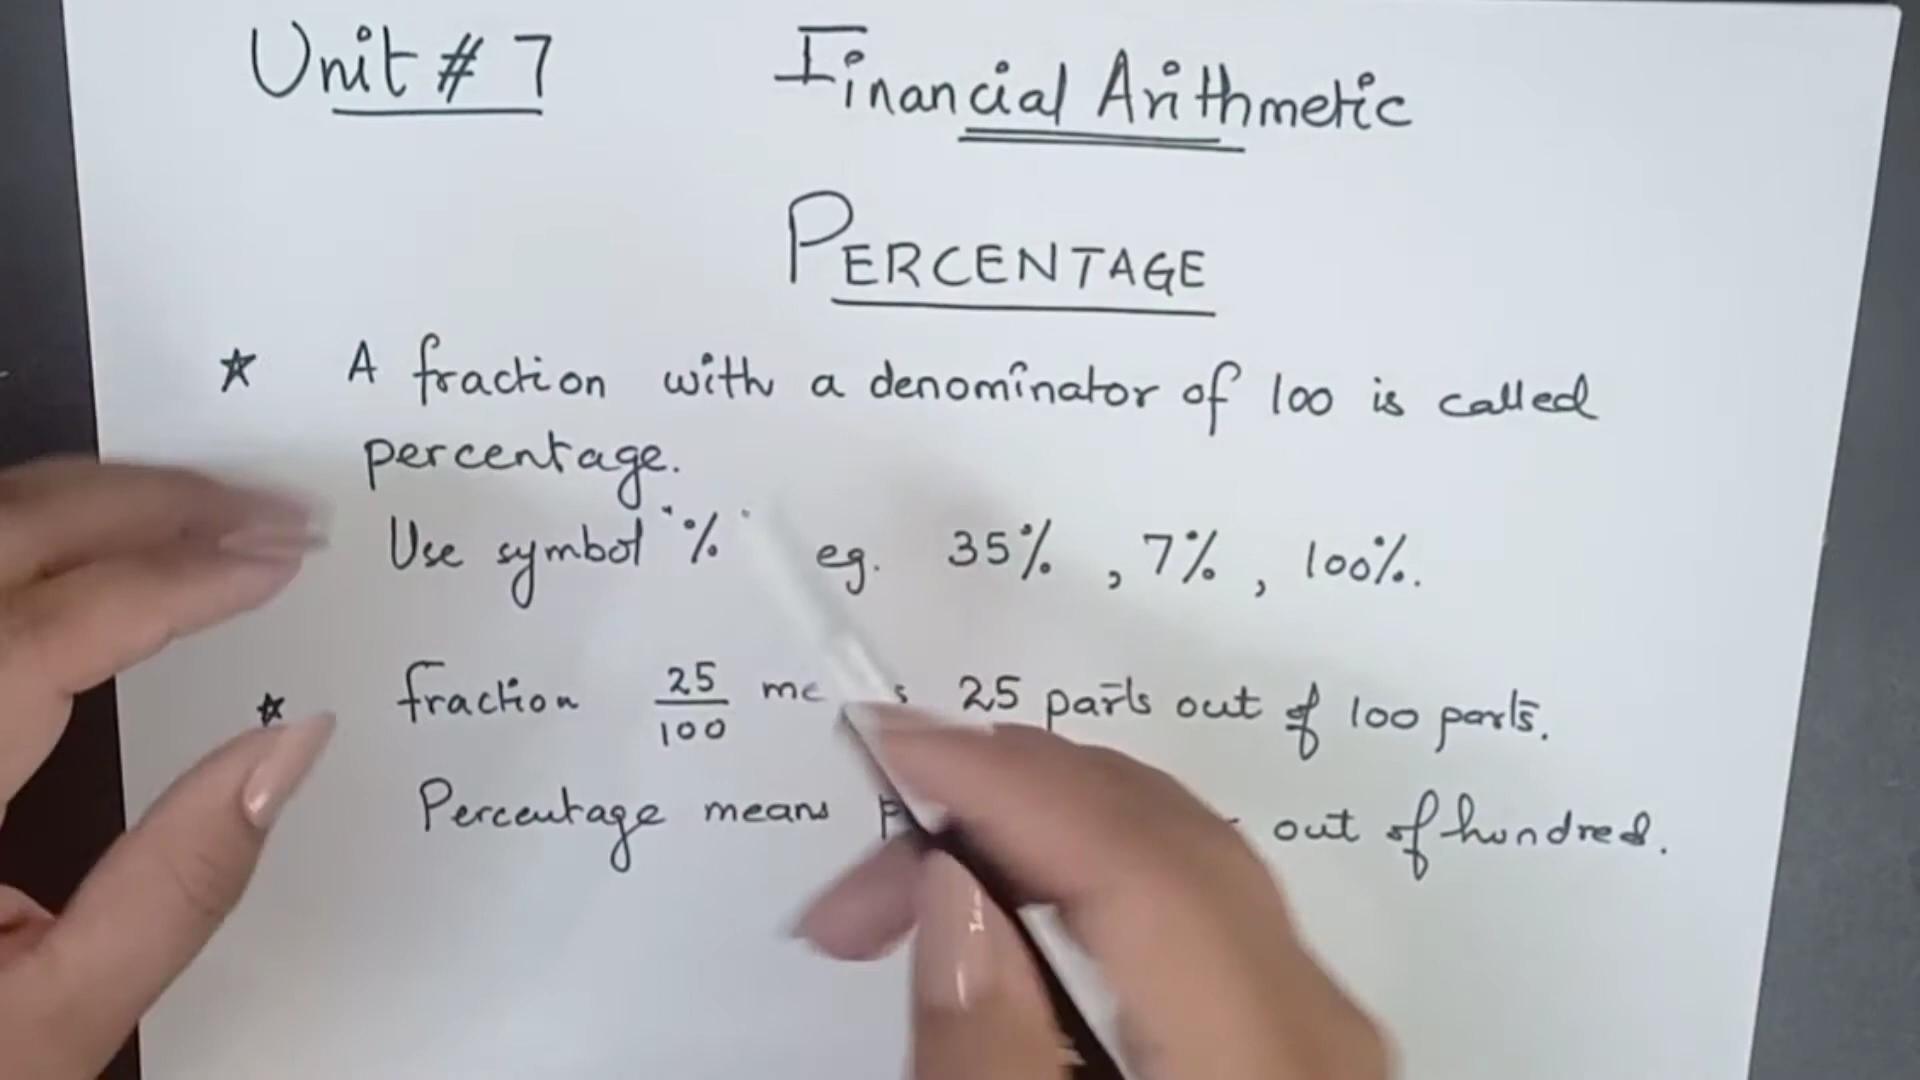 Unit # 7 Financial Arithmetic
PERCENTAGE
★ A fraction with a denominator of 100 is called
percentage.
Use symbol "%" eg. 35%, 7%, 100%.
★ fraction 25/100 25 parts out of 100 parts.
Percentage means out of hundred.